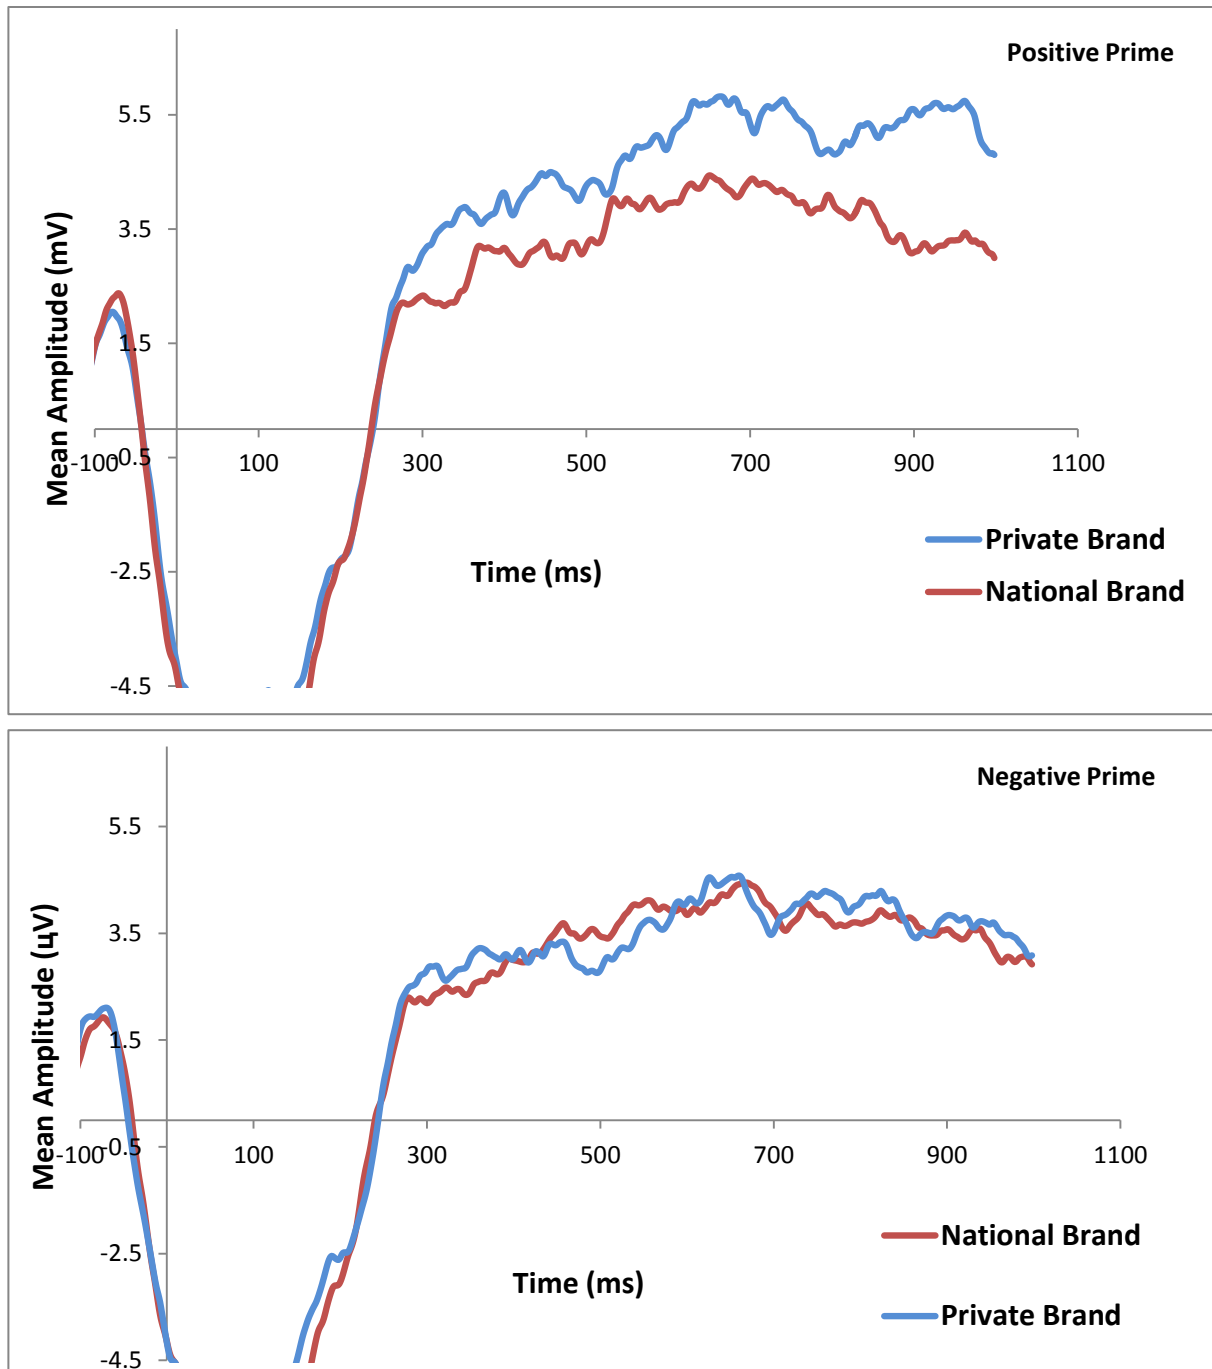 Positive Prime
5.5
3.5
1.5
-0.5
-2.5
-4.5
Mean Amplitude (mV)
-100 100 300 500 700 900 1100
Time (ms)
Private Brand
National Brand
Negative Prime
5.5
3.5
1.5
-0.5
-2.5
-4.5
Mean Amplitude (цV)
-100 100 300 500 700 900 1100
Time (ms)
National Brand
Private Brand